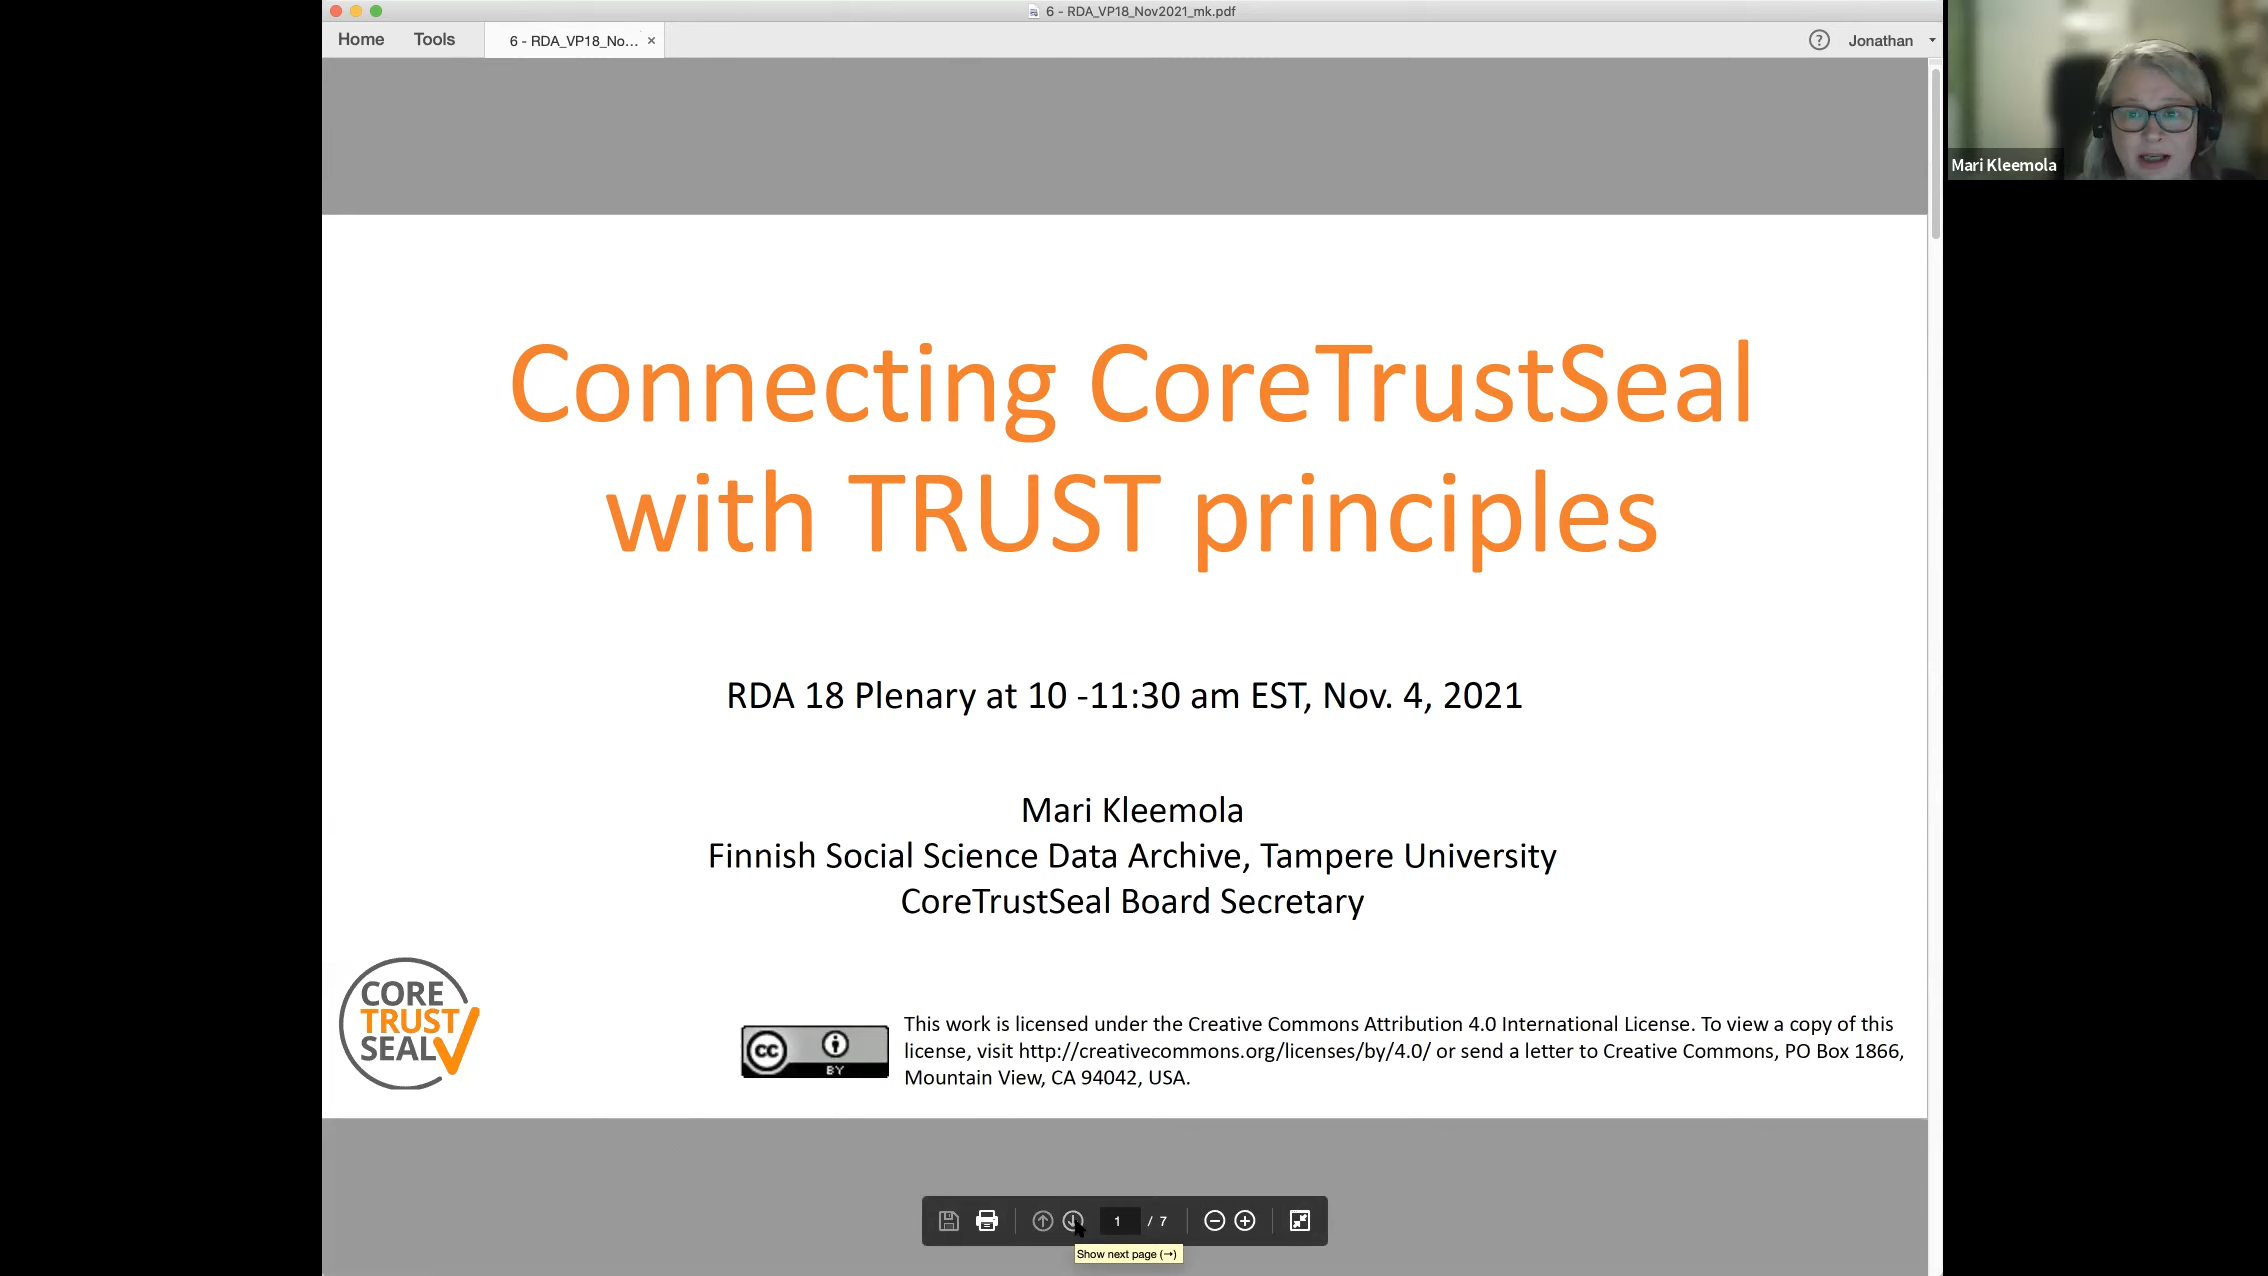 6 - RDA_VP18_Nov2021_mk.pdf
Home Tools 6 - RDA_VP18_No... × ? Jonathan
Mari Kleemola
Connecting CoreTrustSeal
with TRUST principles
RDA 18 Plenary at 10 -11:30 am EST, Nov. 4, 2021
Mari Kleemola
Finnish Social Science Data Archive, Tampere University
CoreTrustSeal Board Secretary
CORE
TRUST
SEAL
cc BY
This work is licensed under the Creative Commons Attribution 4.0 International License. To view a copy of this
license, visit http://creativecommons.org/licenses/by/4.0/ or send a letter to Creative Commons, PO Box 1866,
Mountain View, CA 94042, USA.
1 / 7
Show next page (→)